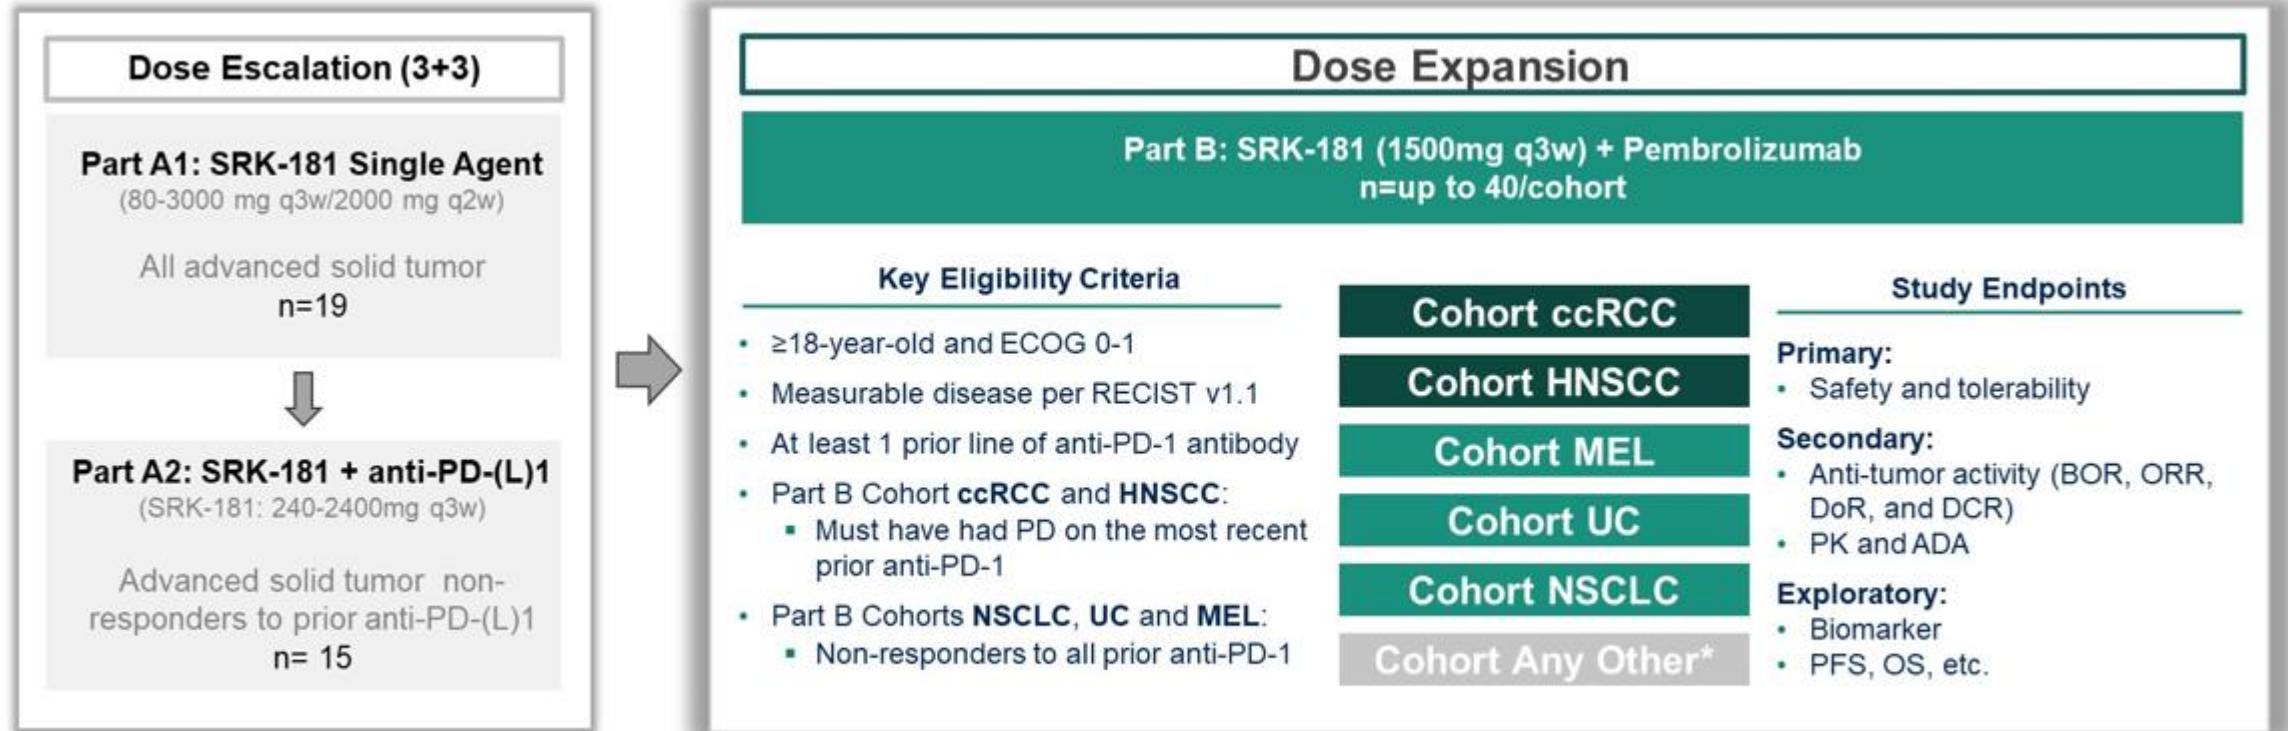 Dose Escalation (3+3)
Part A1: SRK-181 Single Agent
(80-3000 mg q3w/2000 mg q2w)
All advanced solid tumor
n=19
Part A2: SRK-181 + anti-PD-(L)1
(SRK-181: 240-2400mg q3w)
Advanced solid tumor non-
responders to prior anti-PD-(L)1
n= 15
Dose Expansion
Part B: SRK-181 (1500mg q3w) + Pembrolizumab
n=up to 40/cohort
Key Eligibility Criteria
• ≥18-year-old and ECOG 0-1
• Measurable disease per RECIST v1.1
• At least 1 prior line of anti-PD-1 antibody
• Part B Cohort ccRCC and HNSCC:
▪ Must have had PD on the most recent
prior anti-PD-1
• Part B Cohorts NSCLC, UC and MEL:
▪ Non-responders to all prior anti-PD-1
Cohort ccRCC
Cohort HNSCC
Cohort MEL
Cohort UC
Cohort NSCLC
Cohort Any Other*
Study Endpoints
Primary:
• Safety and tolerability
Secondary:
• Anti-tumor activity (BOR, ORR,
DoR, and DCR)
• PK and ADA
Exploratory:
• Biomarker
• PFS, OS, etc.